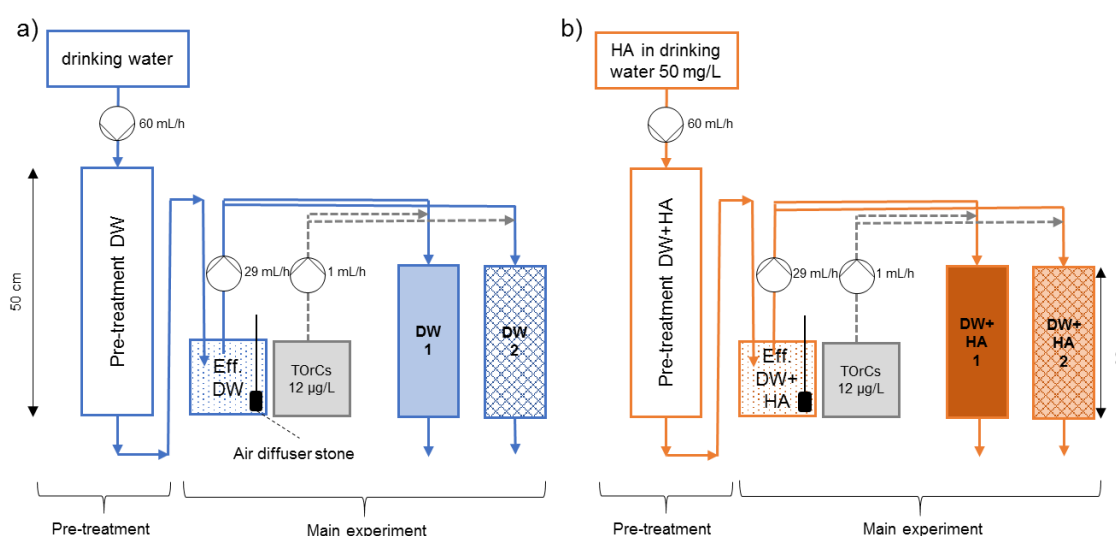 a)
drinking water
60 mL/h
50 cm
Pre-treatment DW
29 mL/h
1 mL/h
Eff.
DW
TOrCs
12 µg/L
DW
1
DW
2
Air diffuser stone
Pre-treatment
Main experiment
b)
HA in drinking
water 50 mg/L
60 mL/h
Pre-treatment DW+HA
29 mL/h
1 mL/h
Eff.
DW+
HA
TOrCs
12 µg/L
DW+
HA
1
DW+
HA
2
Pre-treatment
Main experiment